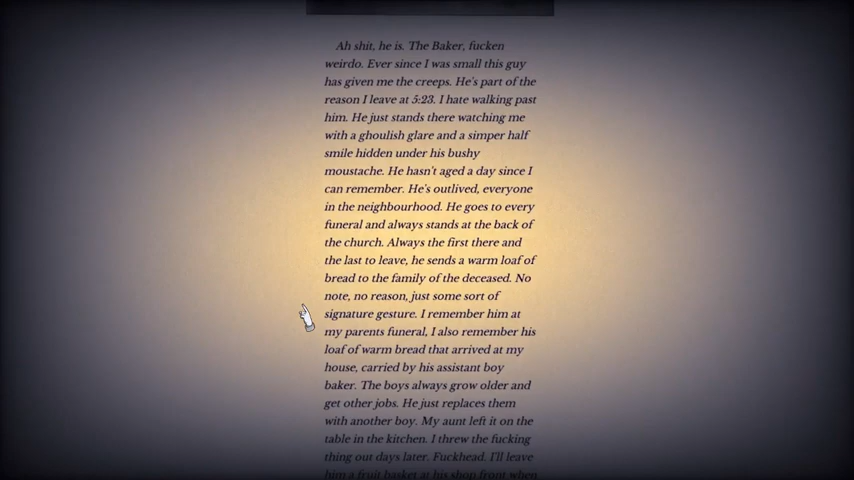 Ah shit, he is. The Baker, fucken
weirdo. Ever since I was small this guy
has given me the creeps. He's part of the
reason I leave at 5:23. I hate walking past
him. He just stands there watching me
with a ghoulish glare and a simper half
smile hidden under his bushy
moustache. He hasn't aged a day since I
can remember. He's outlived, everyone
in the neighbourhood. He goes to every
funeral and always stands at the back of
the church. Always the first there and
the last to leave, he sends a warm loaf of
bread to the family of the deceased. No
note, no reason, just some sort of
signature gesture. I remember him at
my parents funeral, I also remember his
loaf of warm bread that arrived at my
house, carried by his assistant boy
baker. The boys always grow older and
get other jobs. He just replaces them
with another boy. My aunt left it on the
table in the kitchen. I threw the fucking
thing out days later. Fuckhead. I'll leave
him a fruit basket at his shop front when